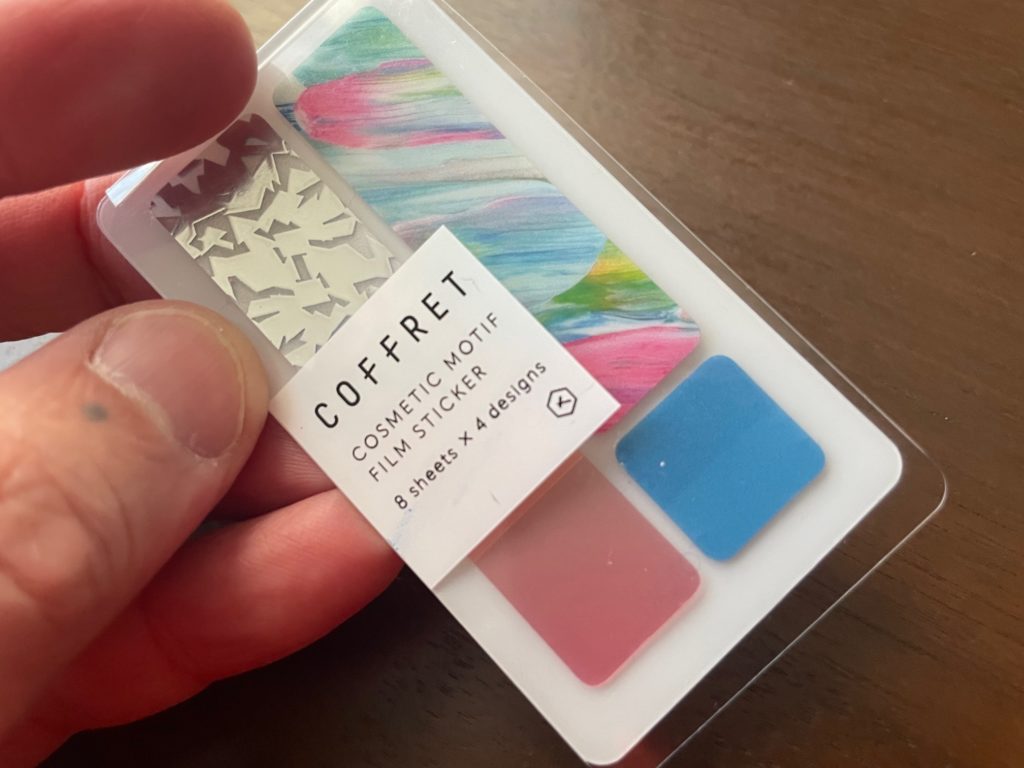 COFFRET
COSMETIC MOTIF
FILM STICKER
8 sheets × 4 designs